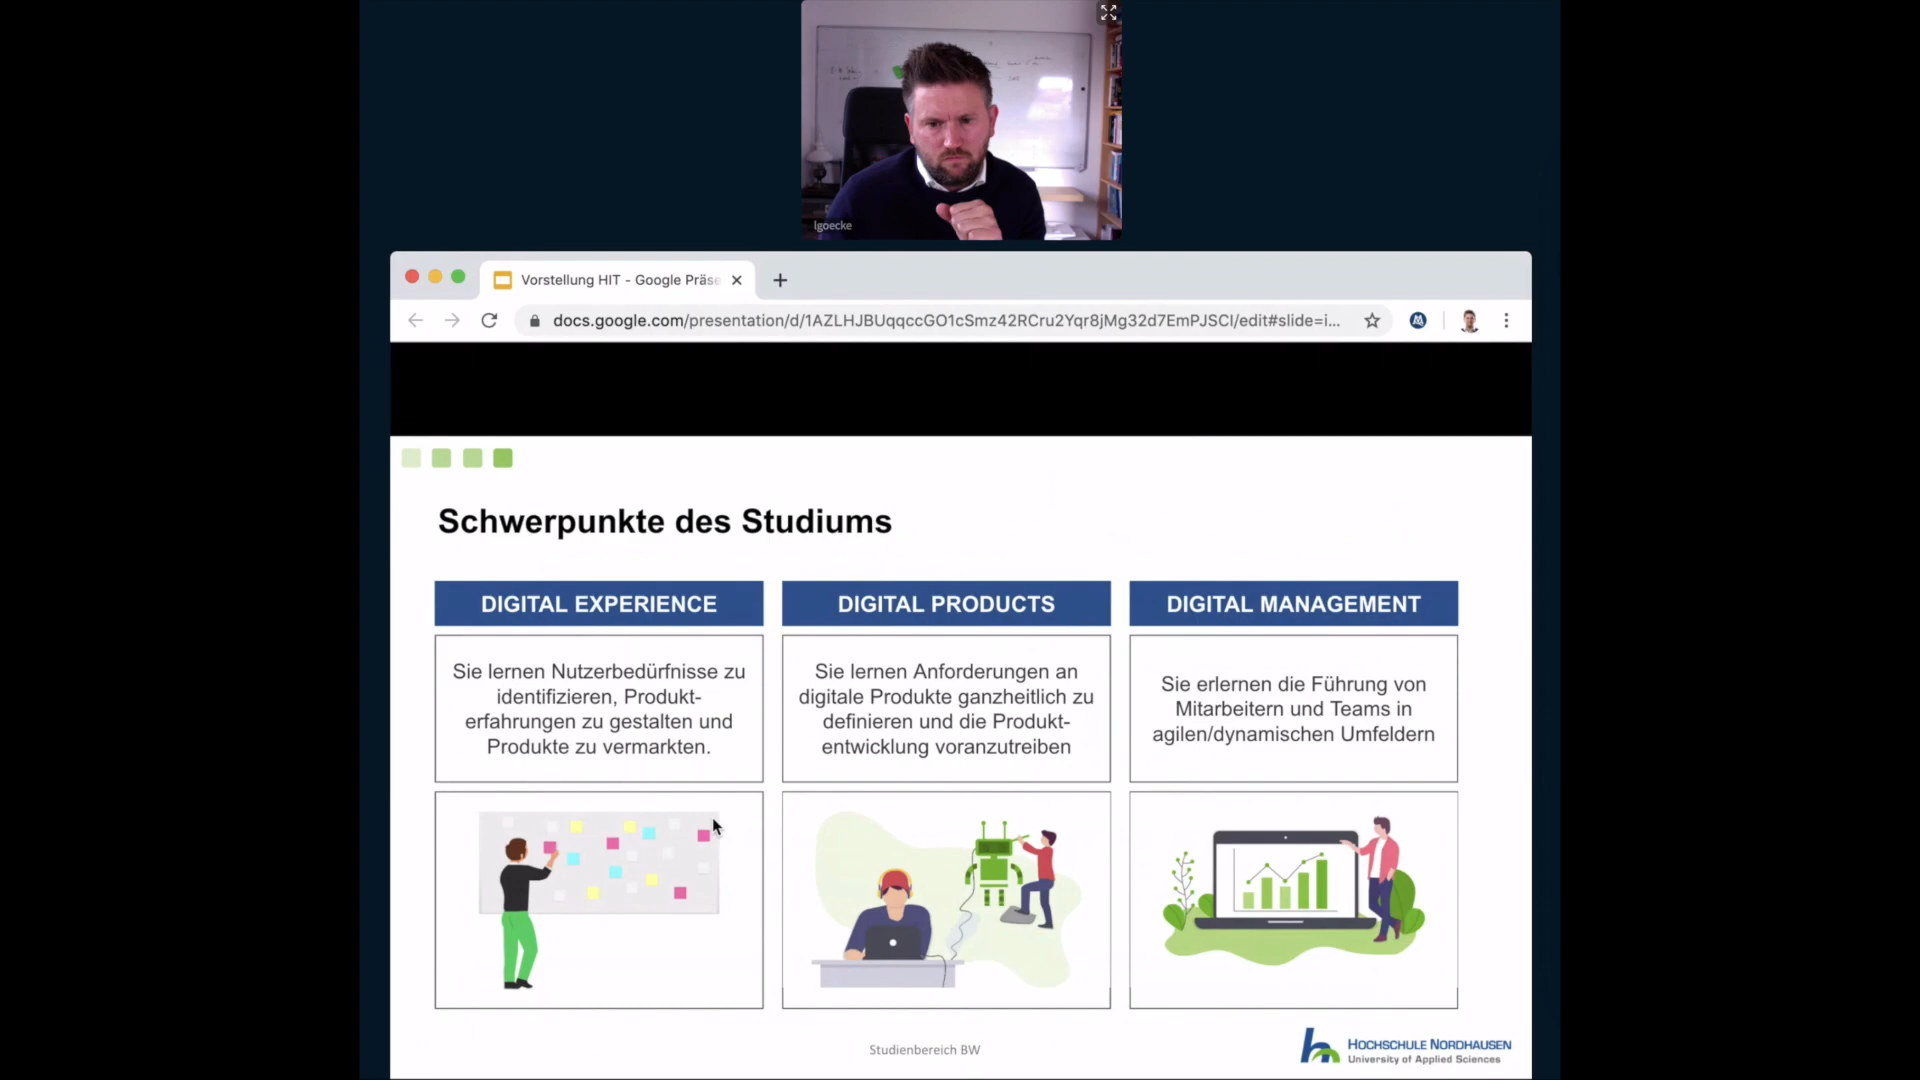 lgoecke
Vorstellung HIT - Google Präse
docs.google.com/presentation/d/1AZLHJBUqqccGO1cSmz42RCru2Yqr8jMg32d7EmPJSCI/edit#slide=i...
Schwerpunkte des Studiums
DIGITAL EXPERIENCE
Sie lernen Nutzerbedürfnisse zu
identifizieren, Produkt-
erfahrungen zu gestalten und
Produkte zu vermarkten.
DIGITAL PRODUCTS
Sie lernen Anforderungen an
digitale Produkte ganzheitlich zu
definieren und die Produkt-
entwicklung voranzutreiben
DIGITAL MANAGEMENT
Sie erlernen die Führung von
Mitarbeitern und Teams in
agilen/dynamischen Umfeldern
Studienbereich BW
HOCHSCHULE NORDHAUSEN
University of Applied Sciences